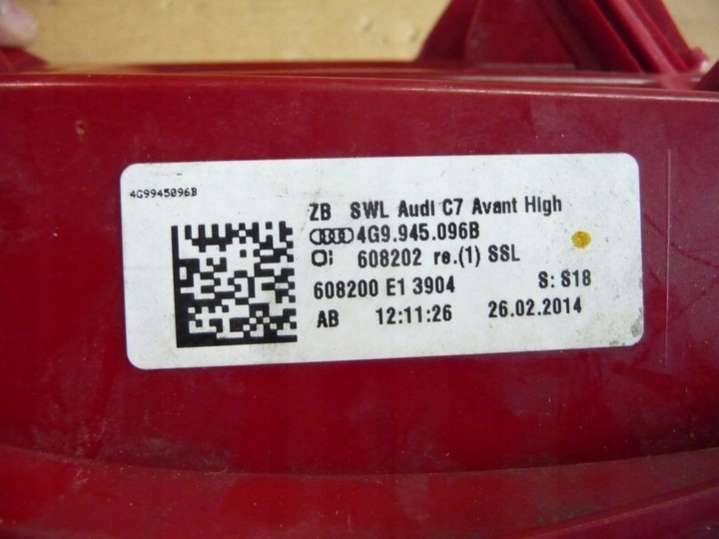 4G9945096B
ZB SWL Audi C7 Avant High
4G9.945.096B
608202 re.(1) SSL
608200 E1 3904 S: S18
AB 12:11:26 26.02.2014